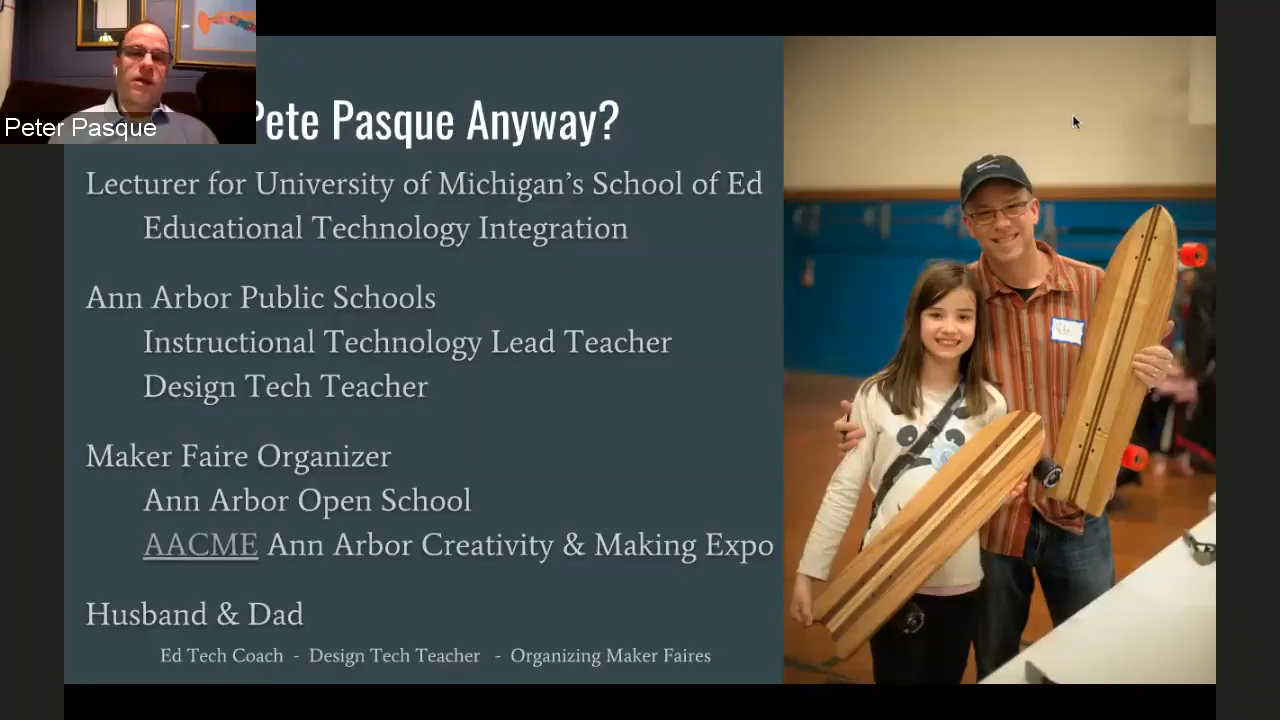 Peter Pasque
Pete Pasque Anyway?
Lecturer for University of Michigan's School of Ed
Educational Technology Integration
Ann Arbor Public Schools
Instructional Technology Lead Teacher
Design Tech Teacher
Maker Faire Organizer
Ann Arbor Open School
AACME Ann Arbor Creativity & Making Expo
Husband & Dad
Ed Tech Coach - Design Tech Teacher - Organizing Maker Faires